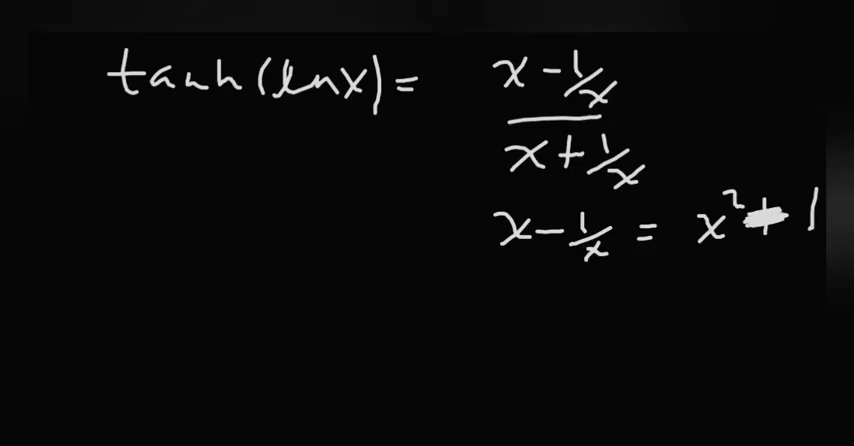 tanh(lnx)=
x - 1/x
x + 1/x
x - 1/x = x² + 1